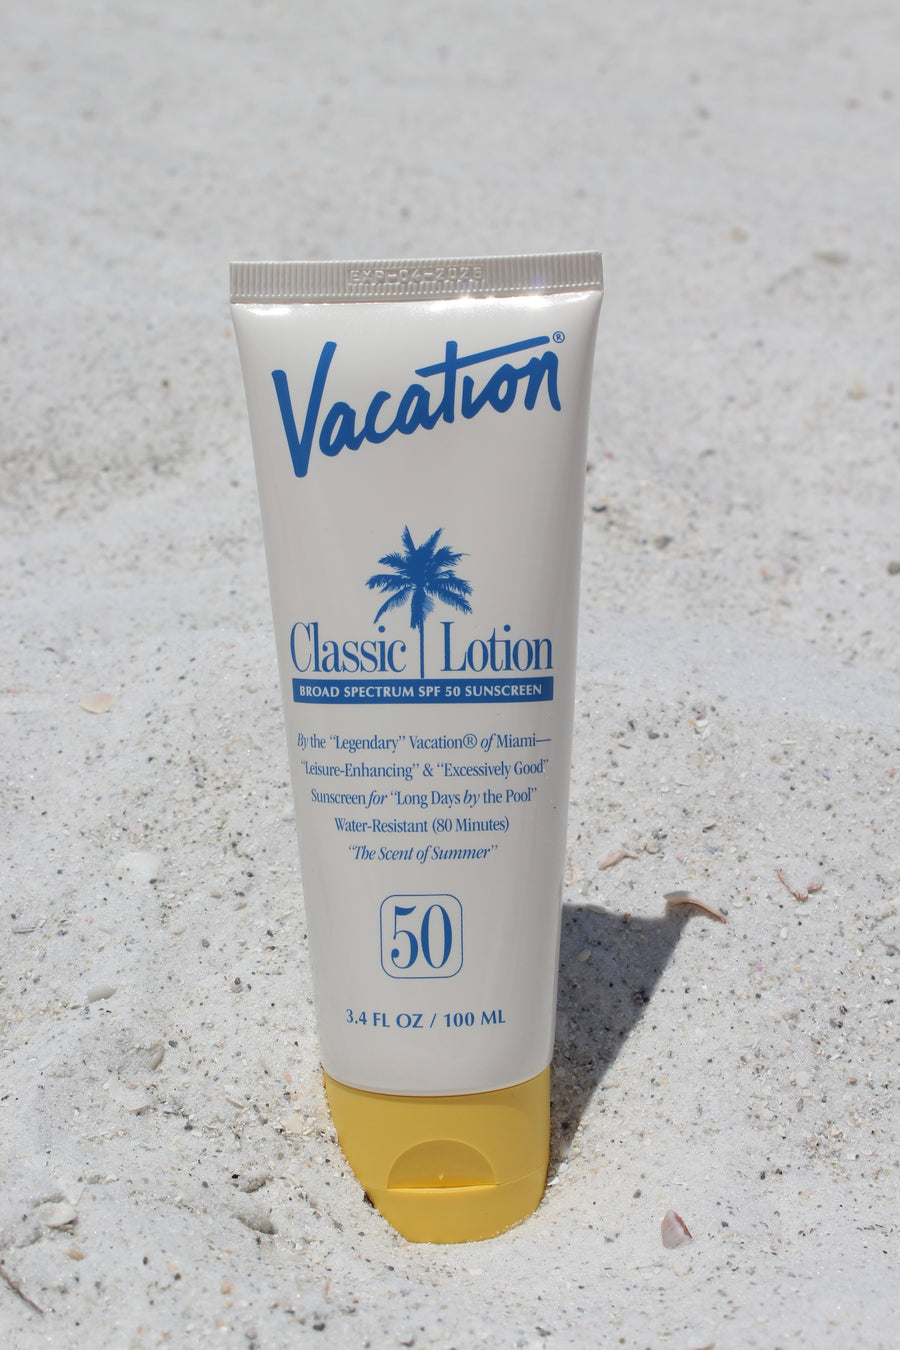 EXP-04-2025
Vacation®
Classic Lotion
BROAD SPECTRUM SPF 50 SUNSCREEN
By the “Legendary” Vacation® of Miami—
“Leisure-Enhancing” & “Excessively Good”
Sunscreen for “Long Days by the Pool”
Water-Resistant (80 Minutes)
“The Scent of Summer”
50
3.4 FL OZ / 100 ML